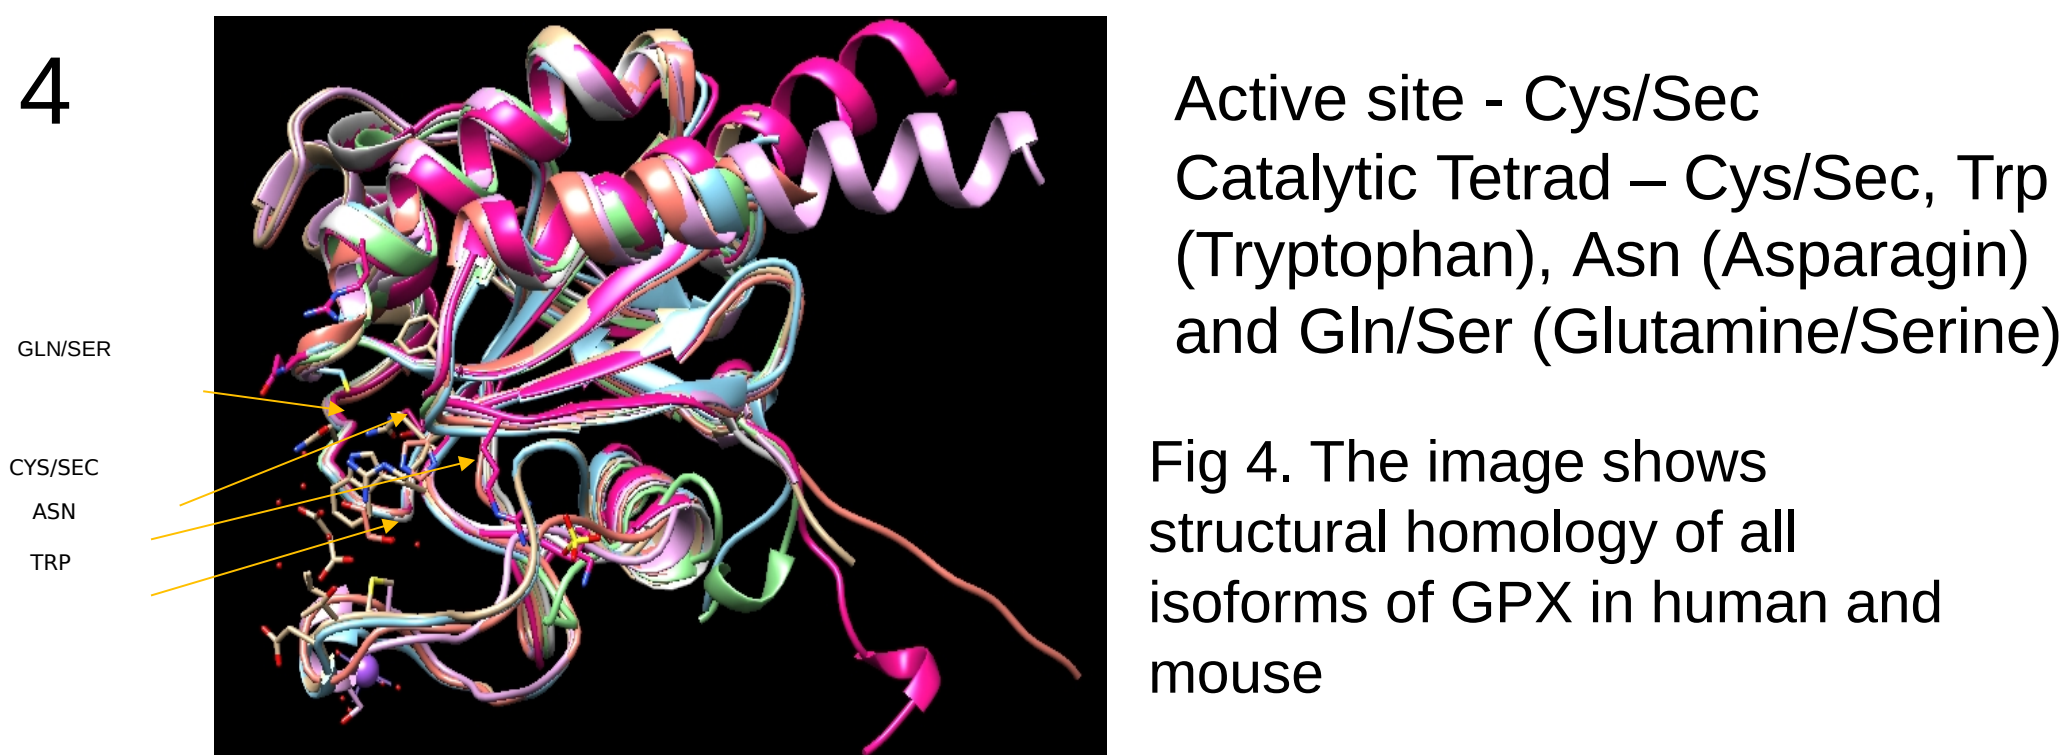 4
GLN/SER
CYS/SEC
ASN
TRP
Active site - Cys/Sec
Catalytic Tetrad – Cys/Sec, Trp
(Tryptophan), Asn (Asparagin)
and Gln/Ser (Glutamine/Serine)
Fig 4. The image shows
structural homology of all
isoforms of GPX in human and
mouse